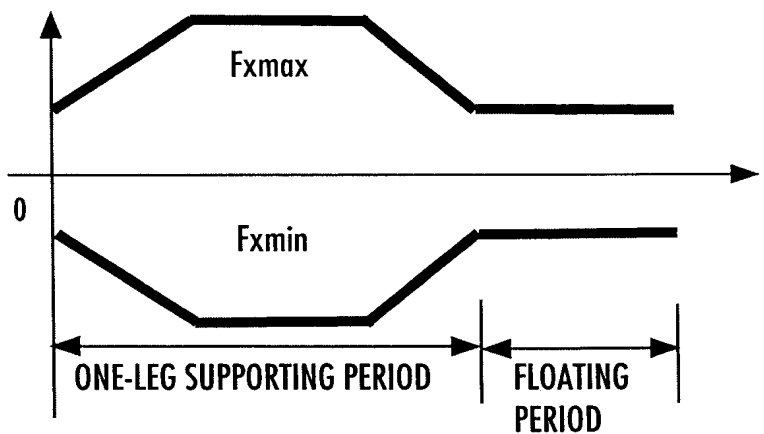 Fxmax
0
Fxmin
ONE-LEG SUPPORTING PERIOD
FLOATING
PERIOD